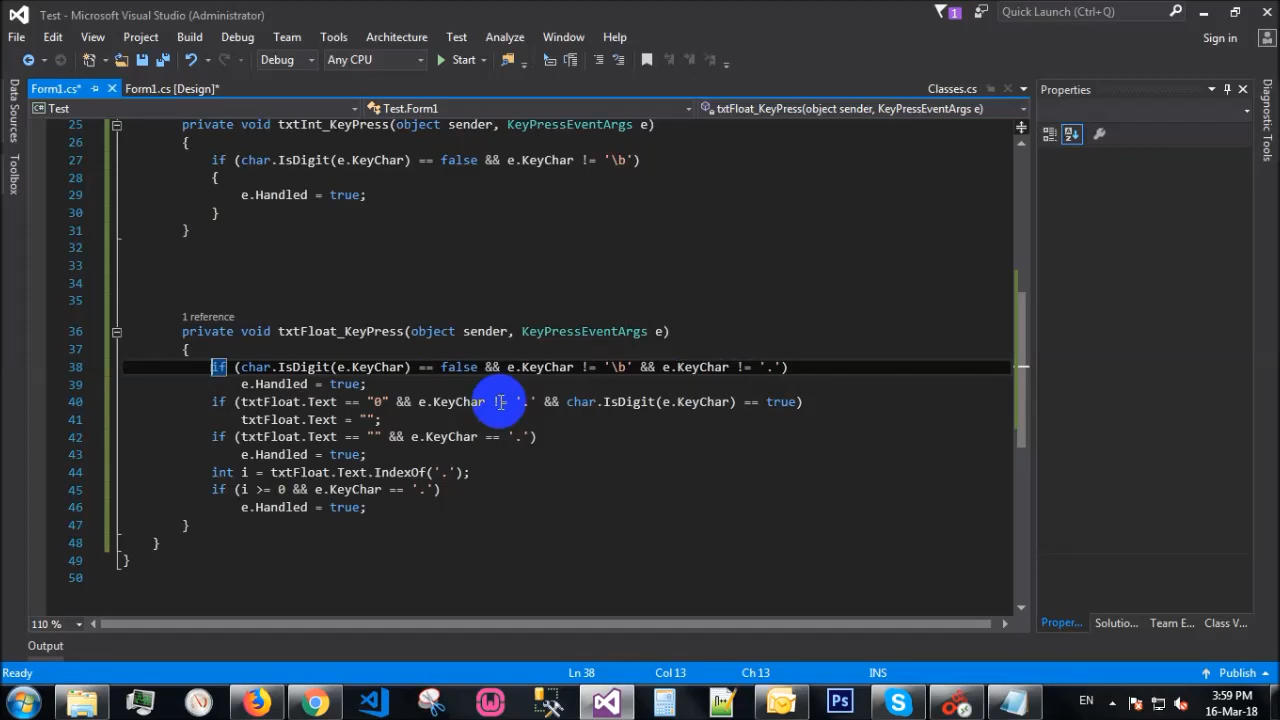 Test - Microsoft Visual Studio (Administrator)
1
Quick Launch (Ctrl+Q)
File Edit View Project Build Debug Team Tools Architecture Test Analyze Window Help
Sign in
Debug Any CPU Start
Form1.cs* Form1.cs [Design]* Classes.cs
Properties
Test Test.Form1 txtFloat_KeyPress(object sender, KeyPressEventArgs e)
Data Sources
Toolbox
Diagnostic Tools
25 private void txtInt_KeyPress(object sender, KeyPressEventArgs e)
26 {
27 if (char.IsDigit(e.KeyChar) == false && e.KeyChar != '\b')
28 {
29 e.Handled = true;
30 }
31 }
32
33
34
35
1 reference
36 private void txtFloat_KeyPress(object sender, KeyPressEventArgs e)
37 {
38 if (char.IsDigit(e.KeyChar) == false && e.KeyChar != '\b' && e.KeyChar != '.')
39 e.Handled = true;
40 if (txtFloat.Text == "0" && e.KeyChar != '.' && char.IsDigit(e.KeyChar) == true)
41 txtFloat.Text = "";
42 if (txtFloat.Text == "" && e.KeyChar == '.')
43 e.Handled = true;
44 int i = txtFloat.Text.IndexOf('.');
45 if (i >= 0 && e.KeyChar == '.')
46 e.Handled = true;
47 }
48 }
49 }
50
110 %
Proper... Solutio... Team E... Class V...
Output
Ready Ln 38 Col 13 Ch 13 INS Publish
EN
3:59 PM
16-Mar-18